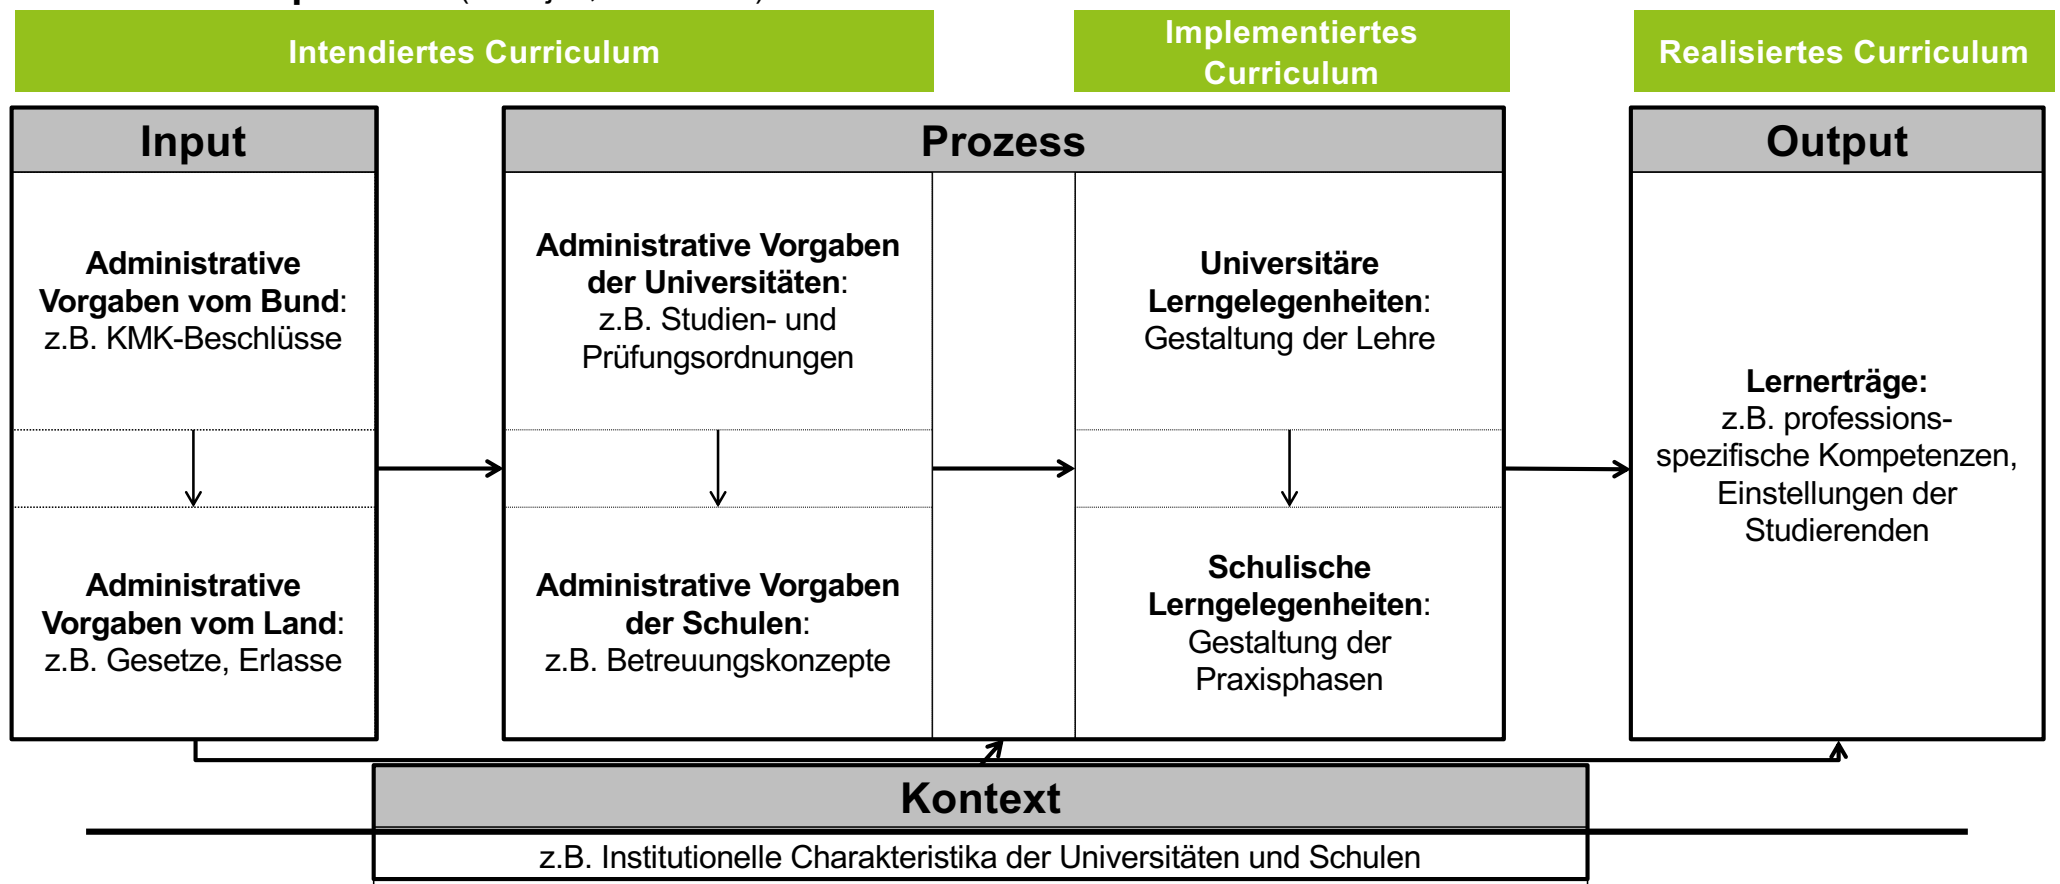 Intendiertes Curriculum
Implementiertes
Curriculum
Realisiertes Curriculum
Input
Administrative
Vorgaben vom Bund:
z.B. KMK-Beschlüsse
Administrative
Vorgaben vom Land:
z.B. Gesetze, Erlasse
Prozess
Administrative Vorgaben
der Universitäten:
z.B. Studien- und
Prüfungsordnungen
Administrative Vorgaben
der Schulen:
z.B. Betreuungskonzepte
Universitäre
Lerngelegenheiten:
Gestaltung der Lehre
Schulische
Lerngelegenheiten:
Gestaltung der
Praxisphasen
Output
Lernerträge:
z.B. professions-
spezifische Kompetenzen,
Einstellungen der
Studierenden
Kontext
z.B. Institutionelle Charakteristika der Universitäten und Schulen